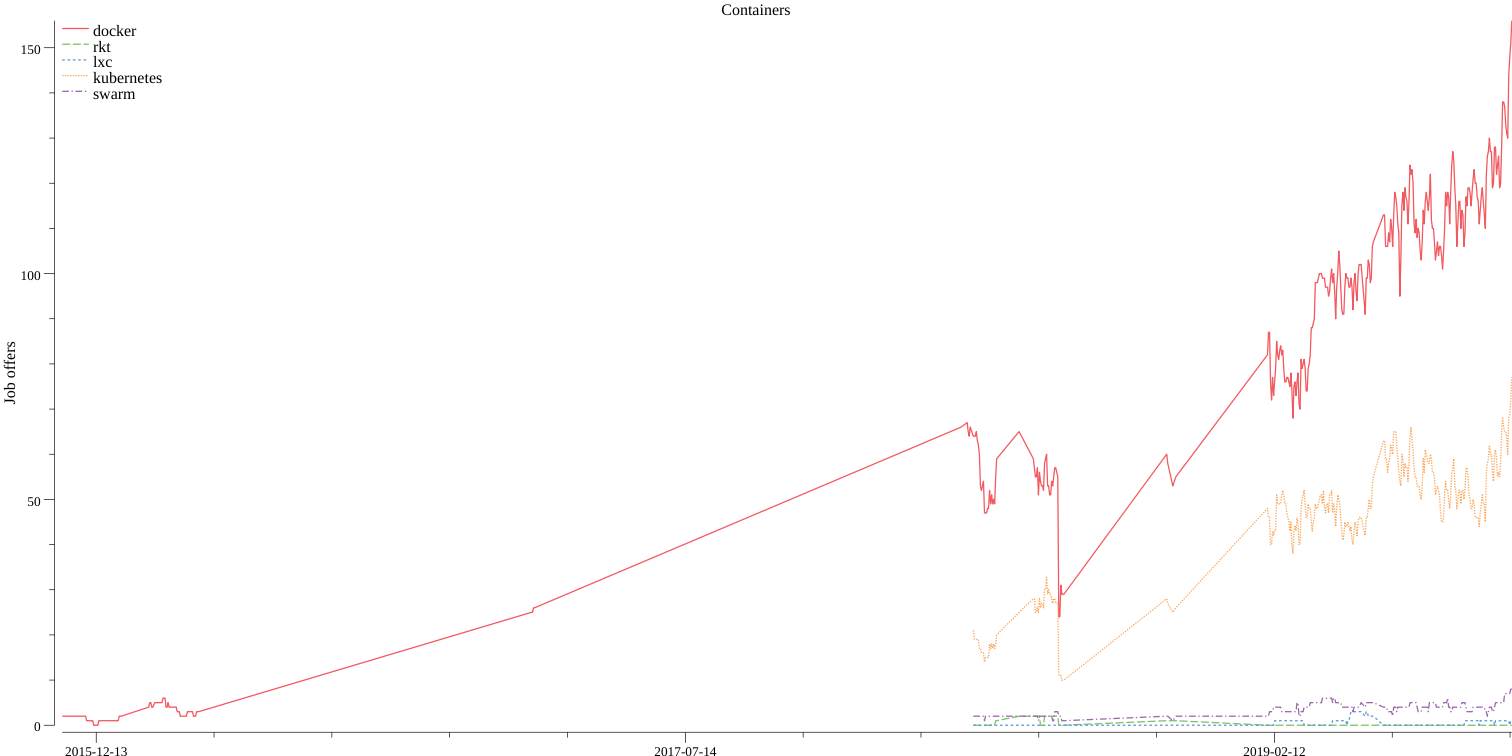 Containers
docker
rkt
lxc
kubernetes
swarm
150
100
50
0
Job offers
2015-12-13
2017-07-14
2019-02-12